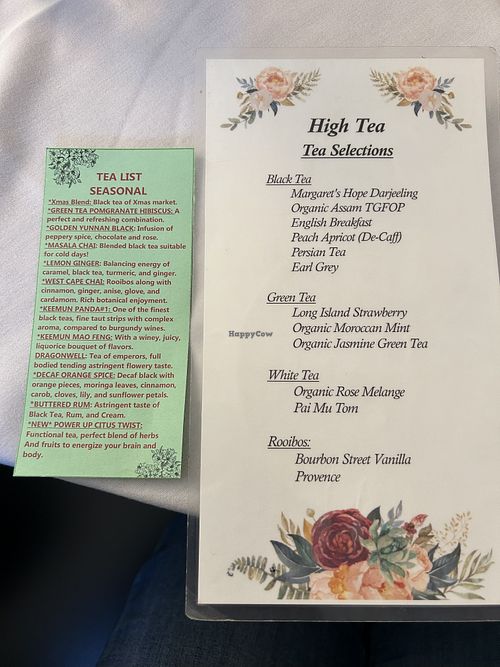 TEA LIST
SEASONAL
*Xmas Blend: Black tea of Xmas market.
*GREEN TEA POMGRANATE HIBISCUS: A
perfect and refreshing combination.
*GOLDEN YUNNAN BLACK: Infusion of
peppery spice, chocolate and rose.
*MASALA CHAI: Blended black tea suitable
for cold days!
*LEMON GINGER: Balancing energy of
caramel, black tea, turmeric, and ginger.
*WEST CAPE CHAI: Rooibos along with
cinnamon, ginger, anise, glove, and
cardamom. Rich botanical enjoyment.
*KEEMUN PANDA#1: One of the finest
black teas, fine taut strips with complex
aroma, compared to burgundy wines.
*KEEMUN MAO FENG: With a winey, juicy,
liquorice bouquet of flavors.
DRAGONWELL: Tea of emperors, full
bodied tending astringent flowery taste.
*DECAF ORANGE SPICE: Decaf black with
orange pieces, moringa leaves, cinnamon,
carob, cloves, lily, and sunflower petals.
*BUTTERED RUM: Astringent taste of
Black Tea, Rum, and Cream.
*NEW* POWER UP CITUS TWIST:
Functional tea, perfect blend of herbs
And fruits to energize your brain and
body.
High Tea
Tea Selections
Black Tea
Margaret's Hope Darjeeling
Organic Assam TGFOP
English Breakfast
Peach Apricot (De-Caff)
Persian Tea
Earl Grey
Green Tea
Long Island Strawberry
Organic Moroccan Mint
Organic Jasmine Green Tea
White Tea
Organic Rose Melange
Pai Mu Tom
Rooibos:
Bourbon Street Vanilla
Provence
HappyCow